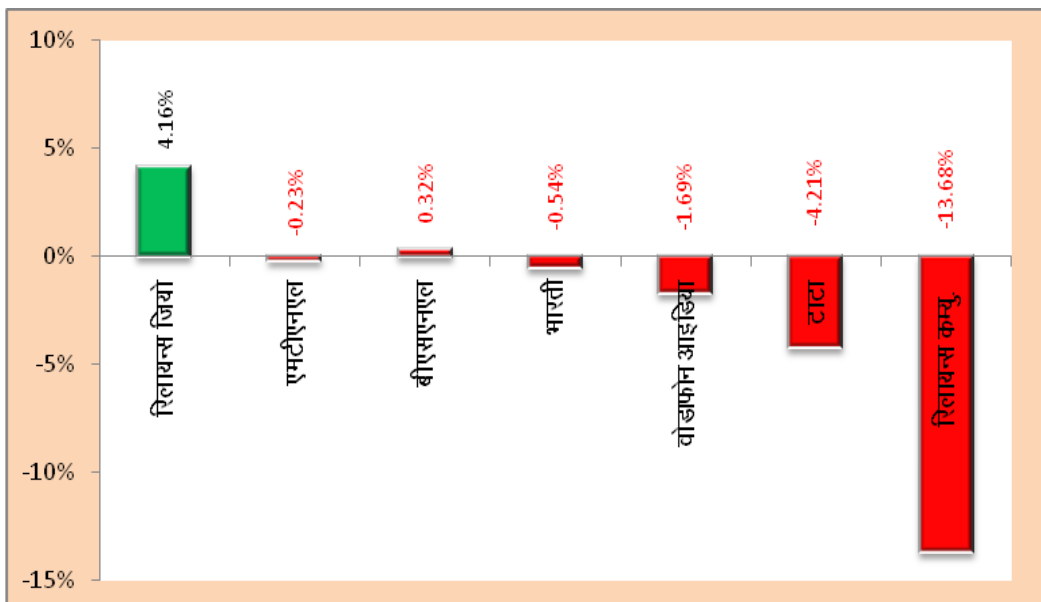 10%
5%
0%
-5%
-10%
-15%
4.16%
-0.23%
0.32%
-0.54%
-1.69%
-4.21%
-13.68%
रिलायन्स जियो
एमटीएनएल
बीएसएनएल
भारती
वोडाफोन आइडिया
टाटा
रिलायन्स कम्यु.